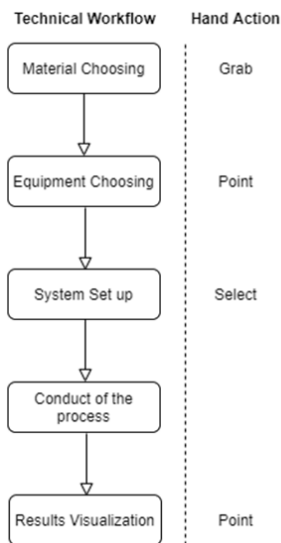 Technical Workflow Hand Action
Material Choosing Grab
Equipment Choosing Point
System Set up Select
Conduct of the
process
Results Visualization Point